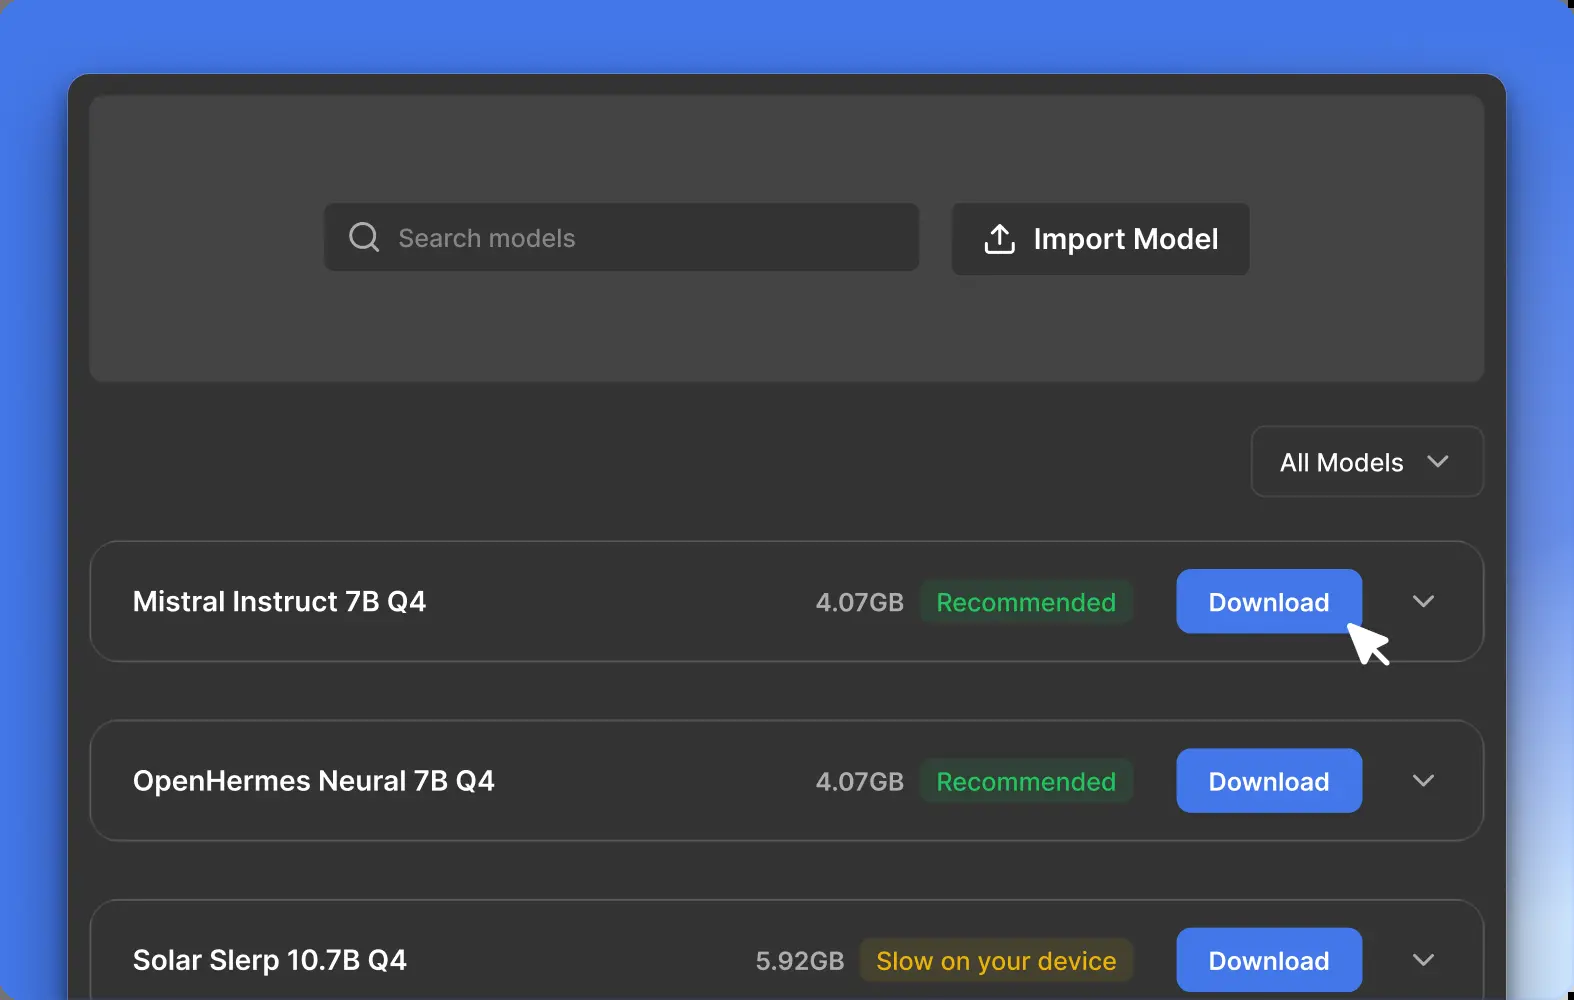 Search models
Import Model
All Models
Mistral Instruct 7B Q4 4.07GB Recommended Download
OpenHermes Neural 7B Q4 4.07GB Recommended Download
Solar Slerp 10.7B Q4 5.92GB Slow on your device Download